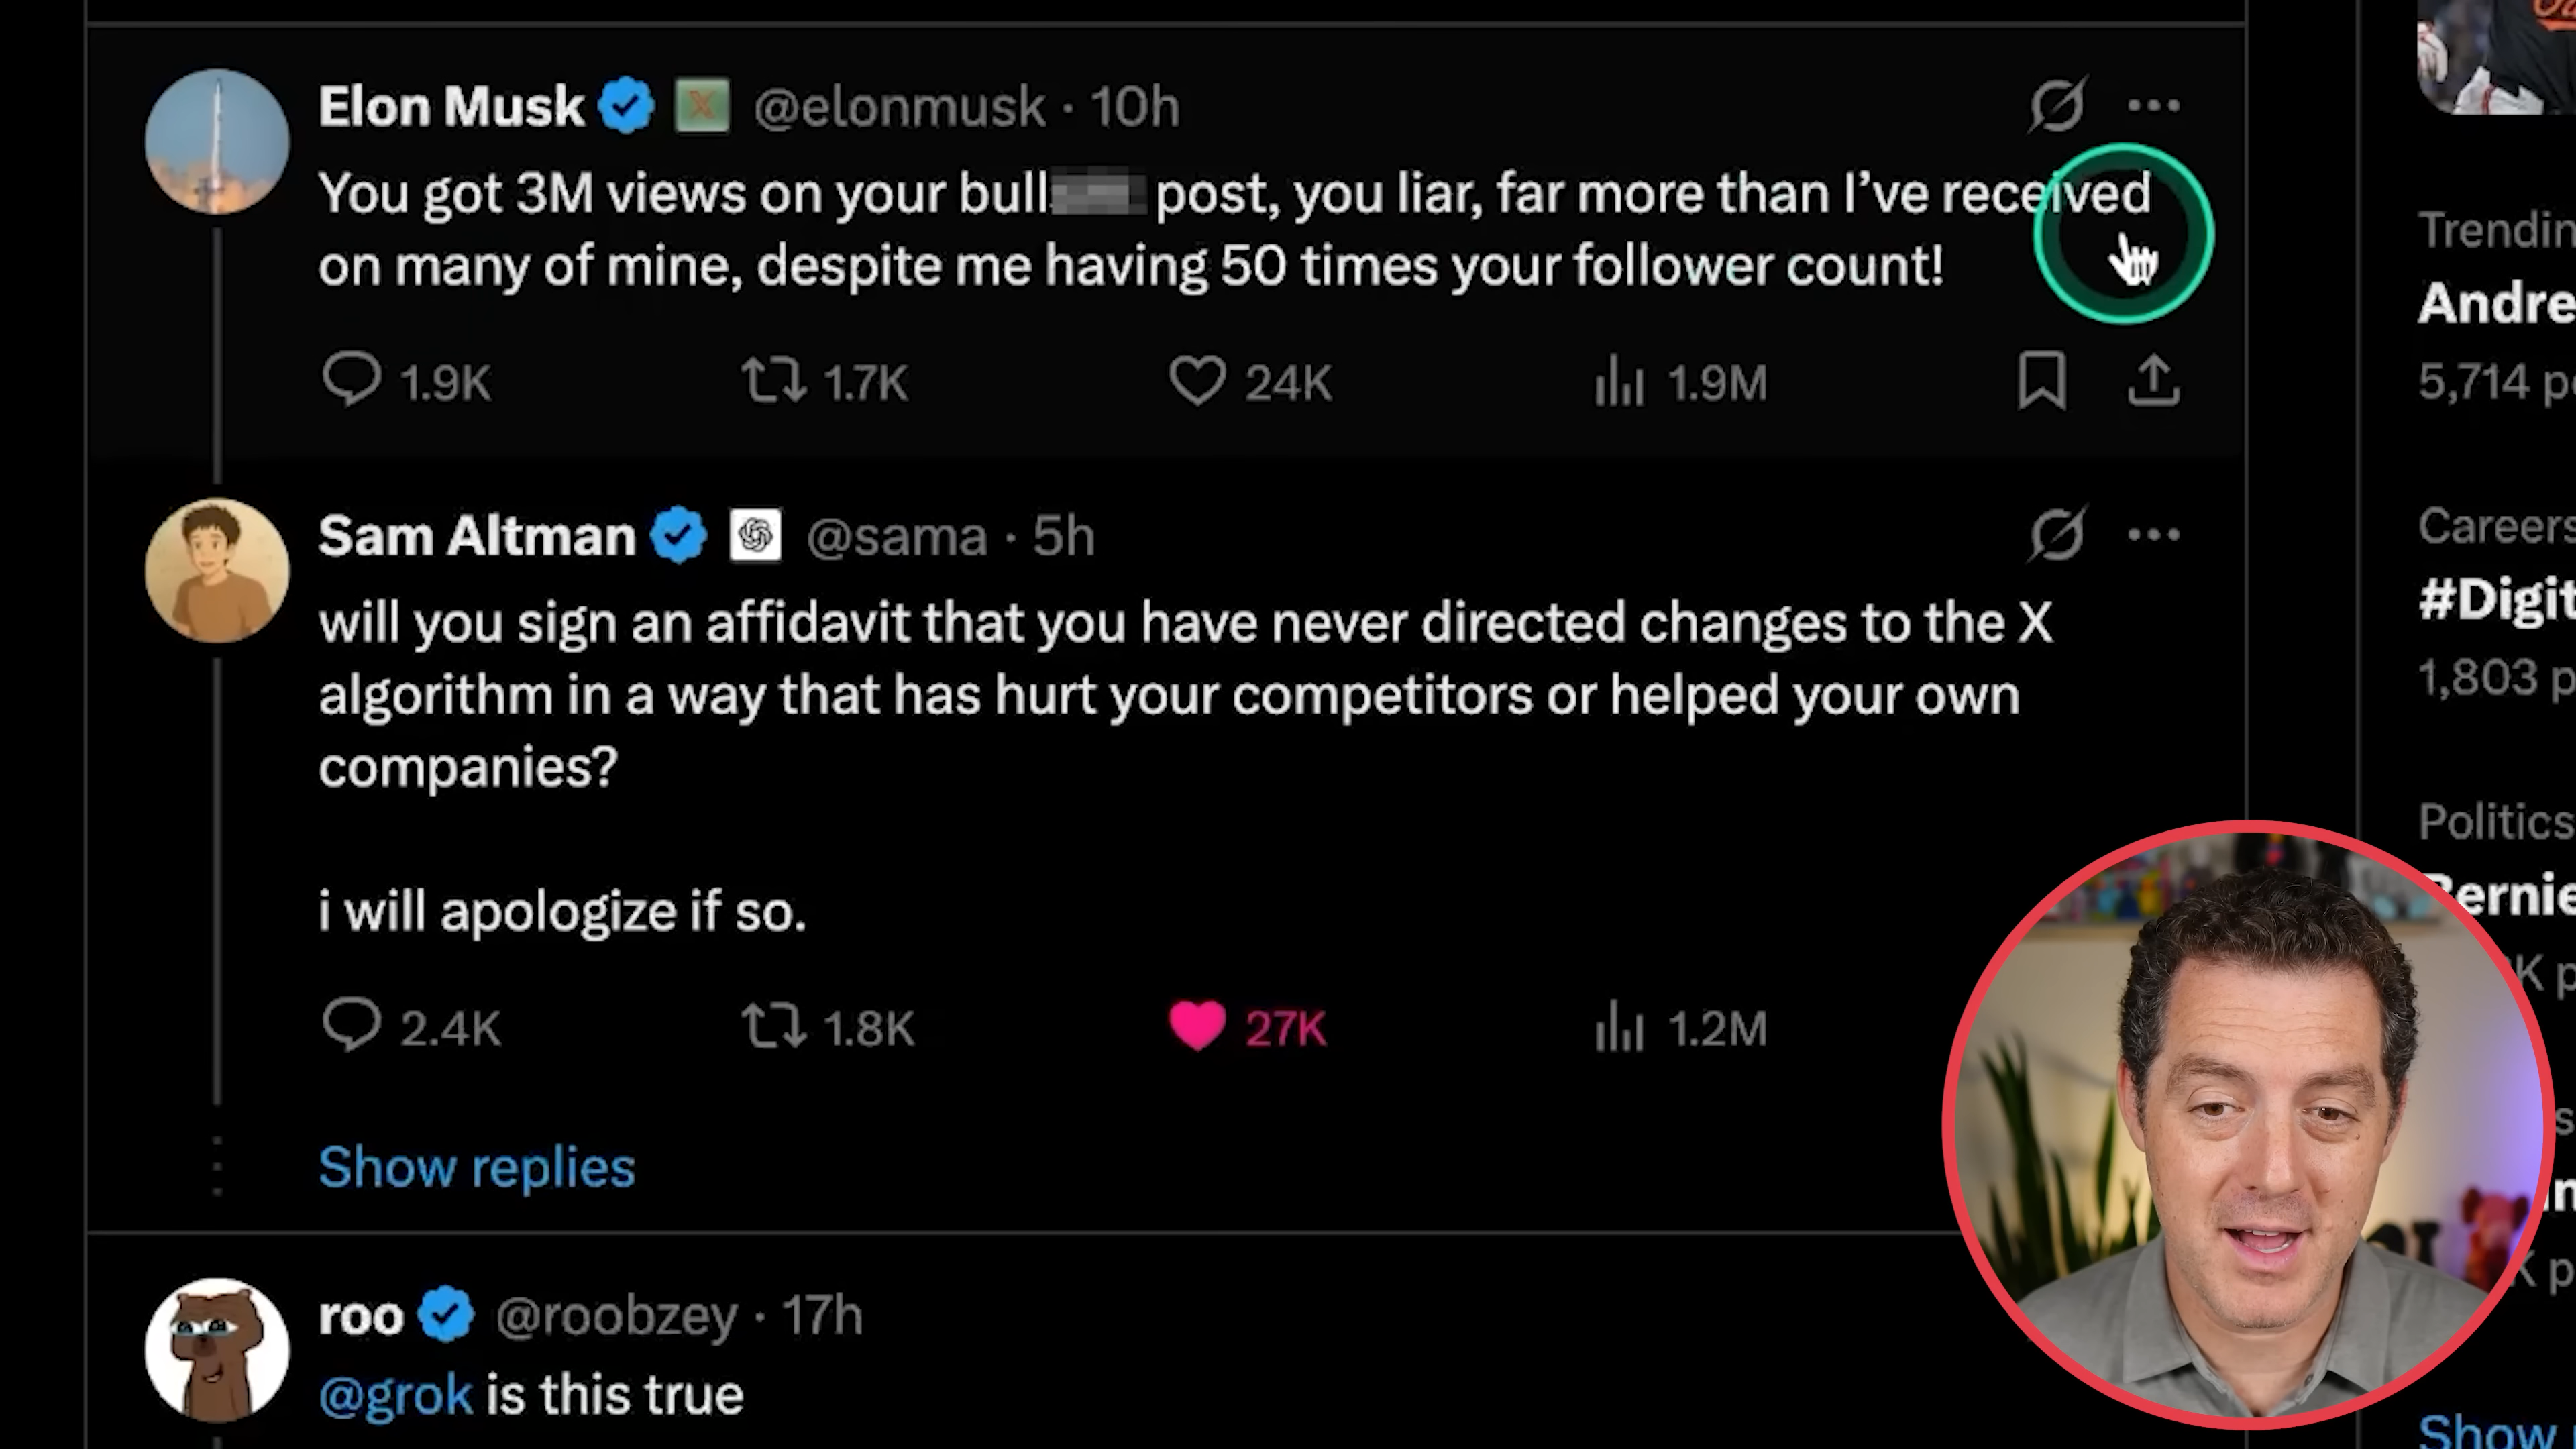 Elon Musk @elonmusk · 10h
You got 3M views on your bull post, you liar, far more than I've received
on many of mine, despite me having 50 times your follower count!
1.9K 1.7K 24K 1.9M
Sam Altman @sama · 5h
will you sign an affidavit that you have never directed changes to the X
algorithm in a way that has hurt your competitors or helped your own
companies?
i will apologize if so.
2.4K 1.8K 27K 1.2M
Show replies
roo @roobzey · 17h
@grok is this true
Trendin
Andre
5,714 p
Careers
#Digit
1,803 p
Politics
Bernie
K p
K p
Show